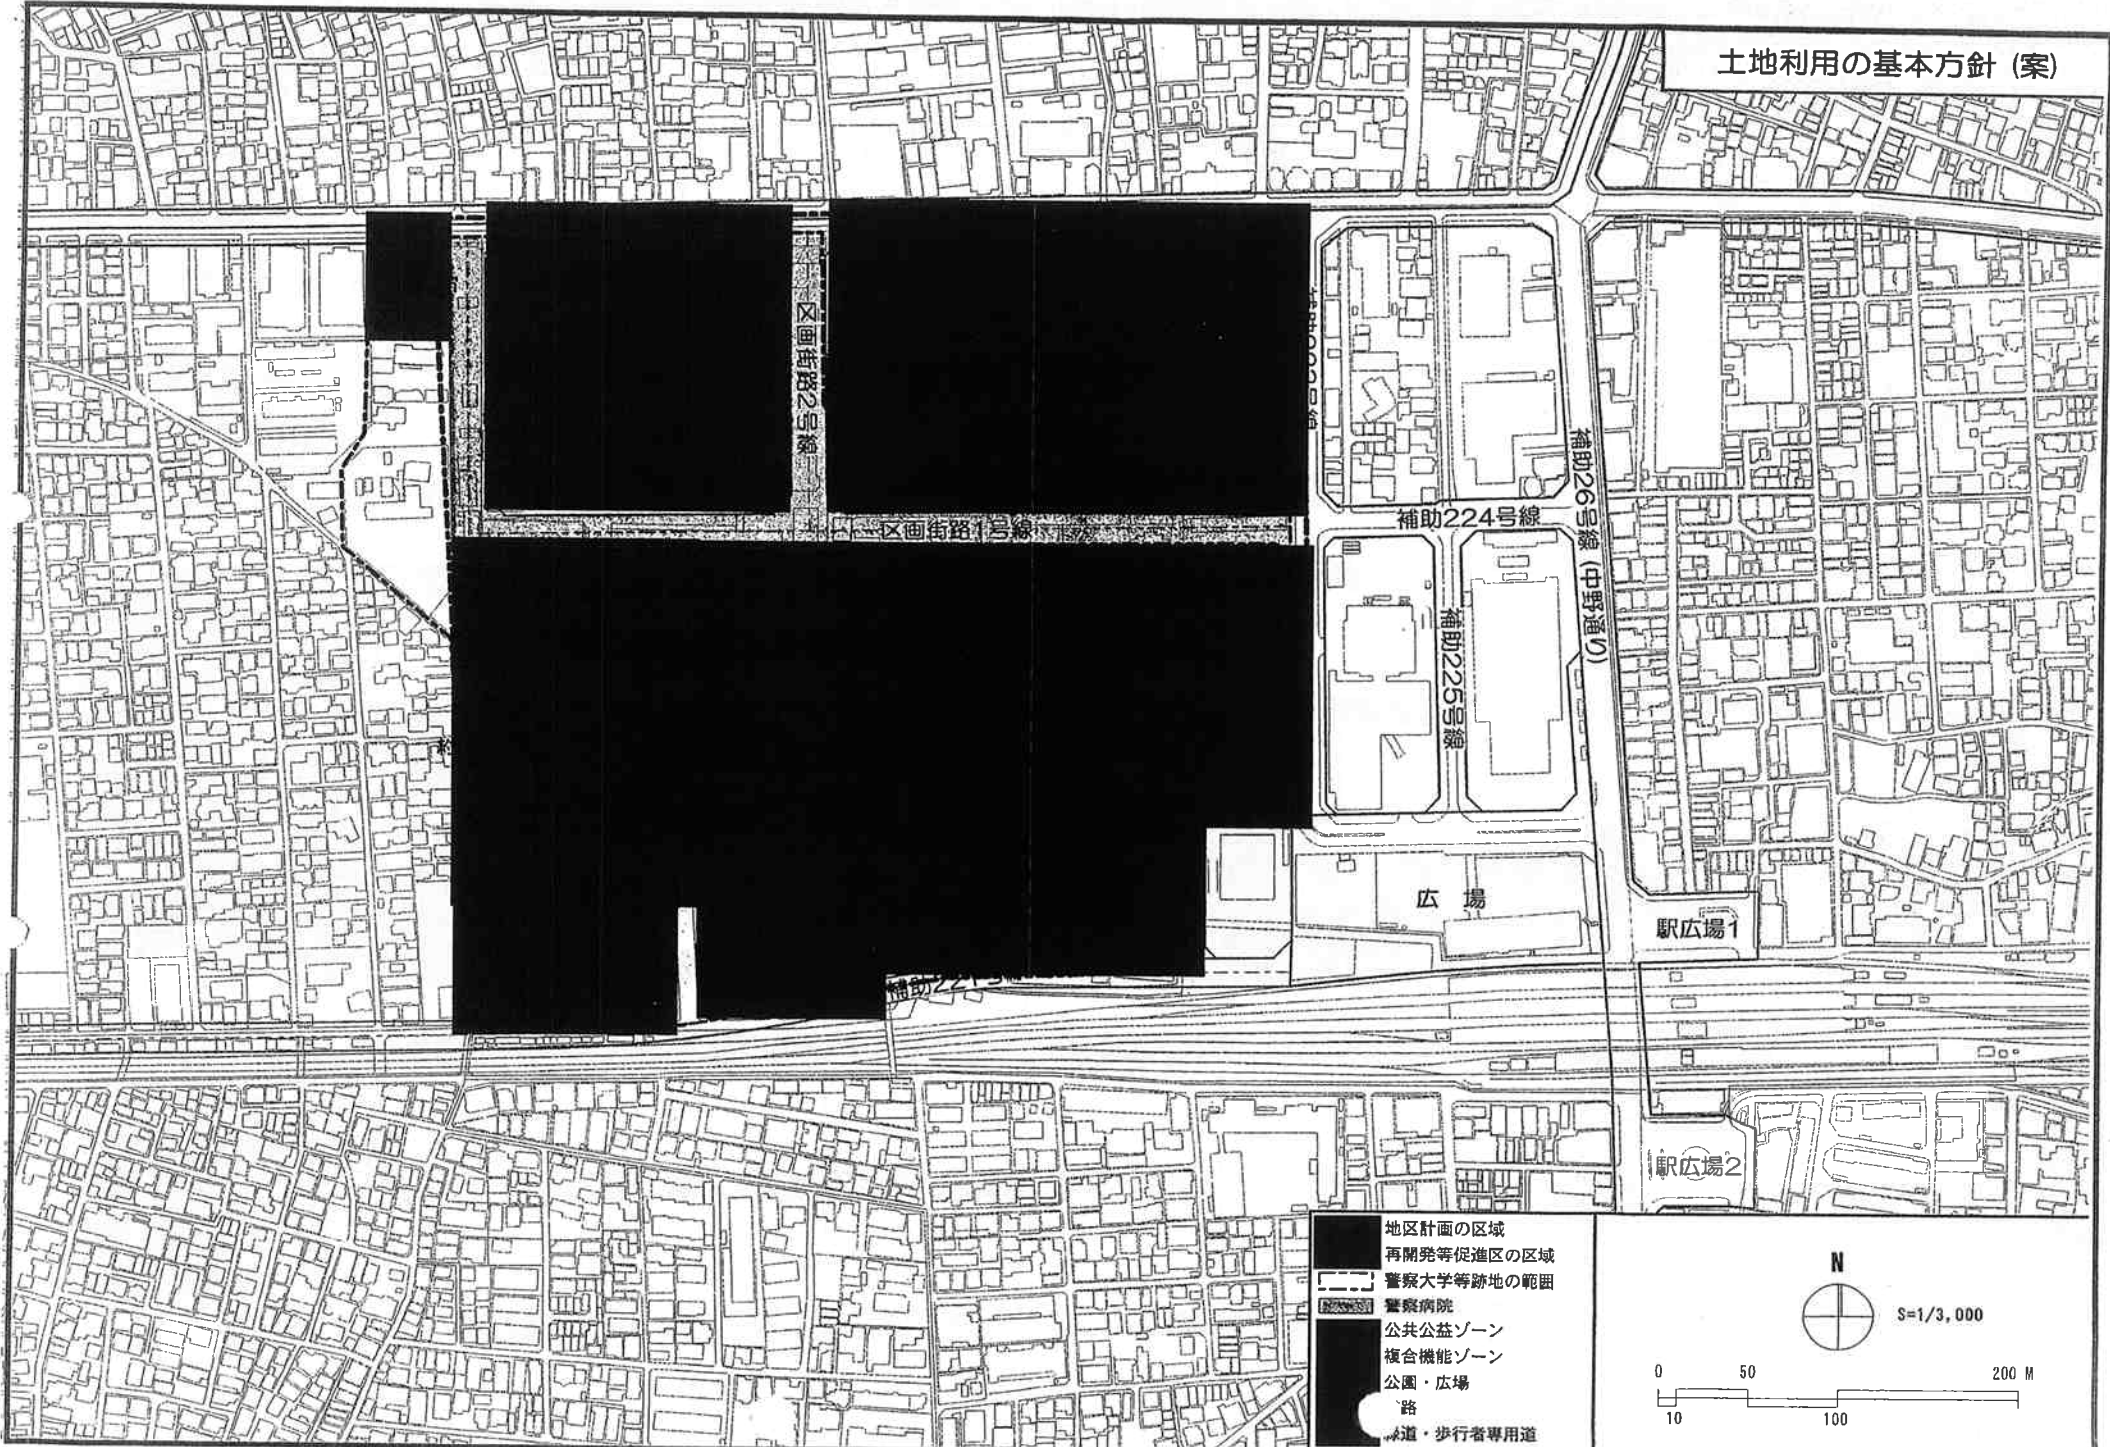 土地利用の基本方針 (案)
区画街路2号線
区画街路1号線
補助224号線
補助26号線 (中野通り)
補助225号線
約
広 場
駅広場1
補助221号
駅広場2
地区計画の区域
再開発等促進区の区域
警察大学等跡地の範囲
警察病院
公共公益ゾーン
複合機能ゾーン
公園・広場
路
道・歩行者専用道
N
S=1/3,000
0 50 200 M
10 100